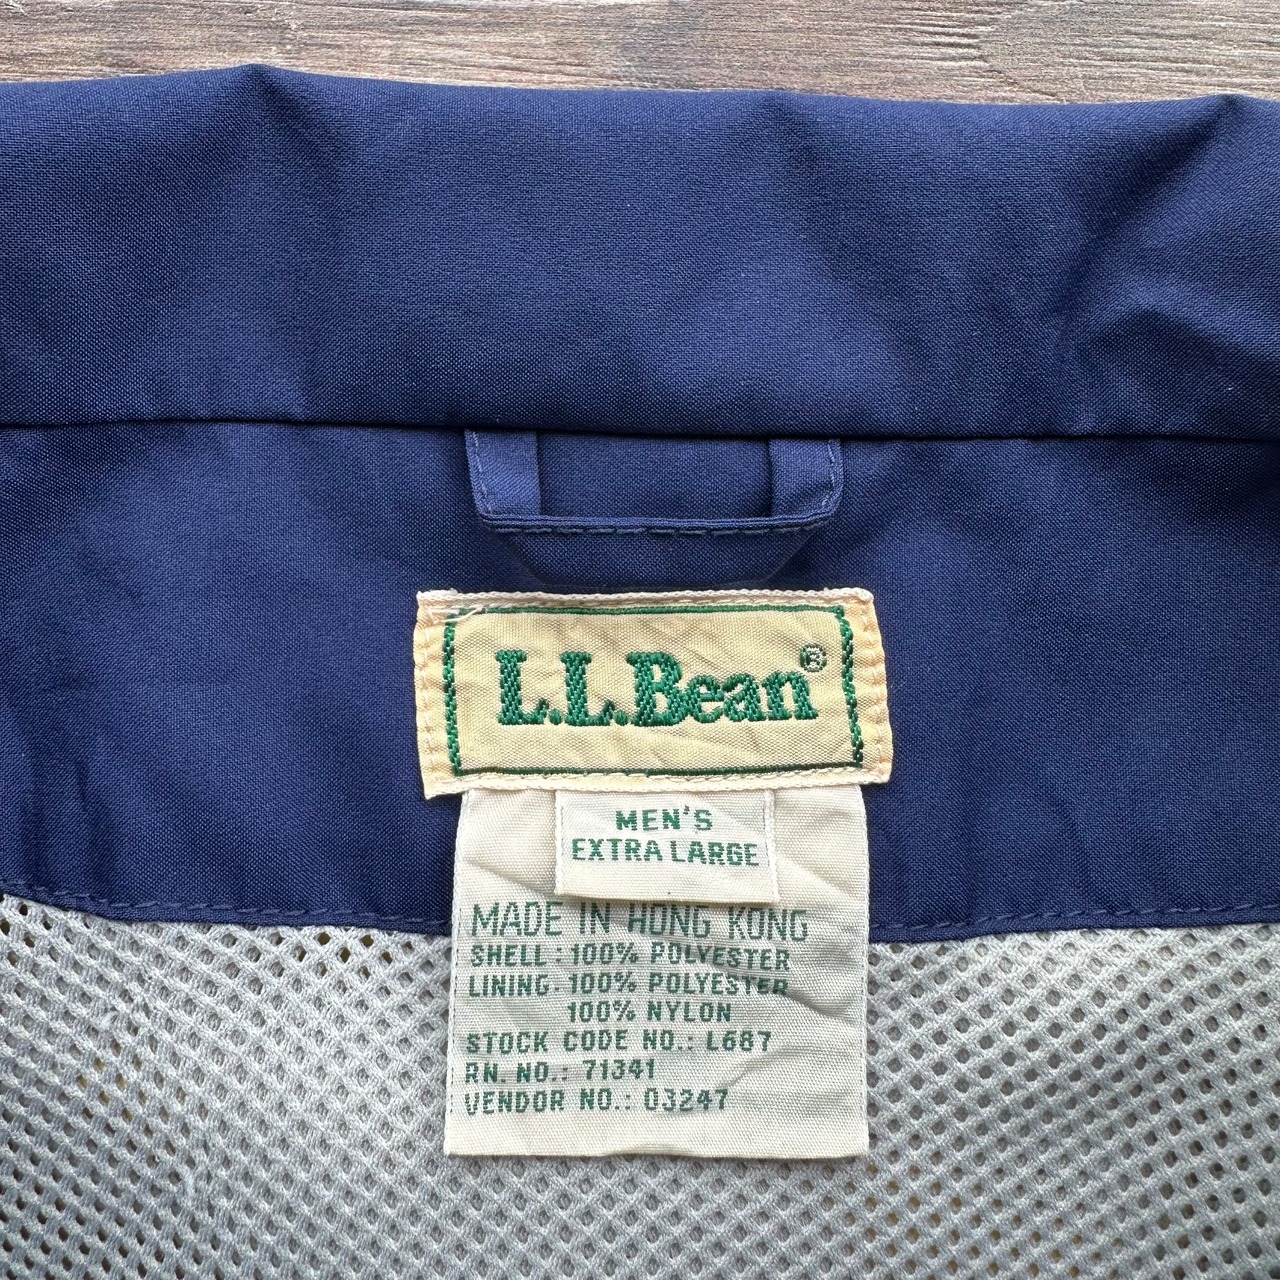 L.L.Bean®
MEN'S
EXTRA LARGE
MADE IN HONG KONG
SHELL: 100% POLYESTER
LINING: 100% POLYESTER
100% NYLON
STOCK CODE NO.: L687
RN. NO.: 71341
VENDOR NO.: 03247